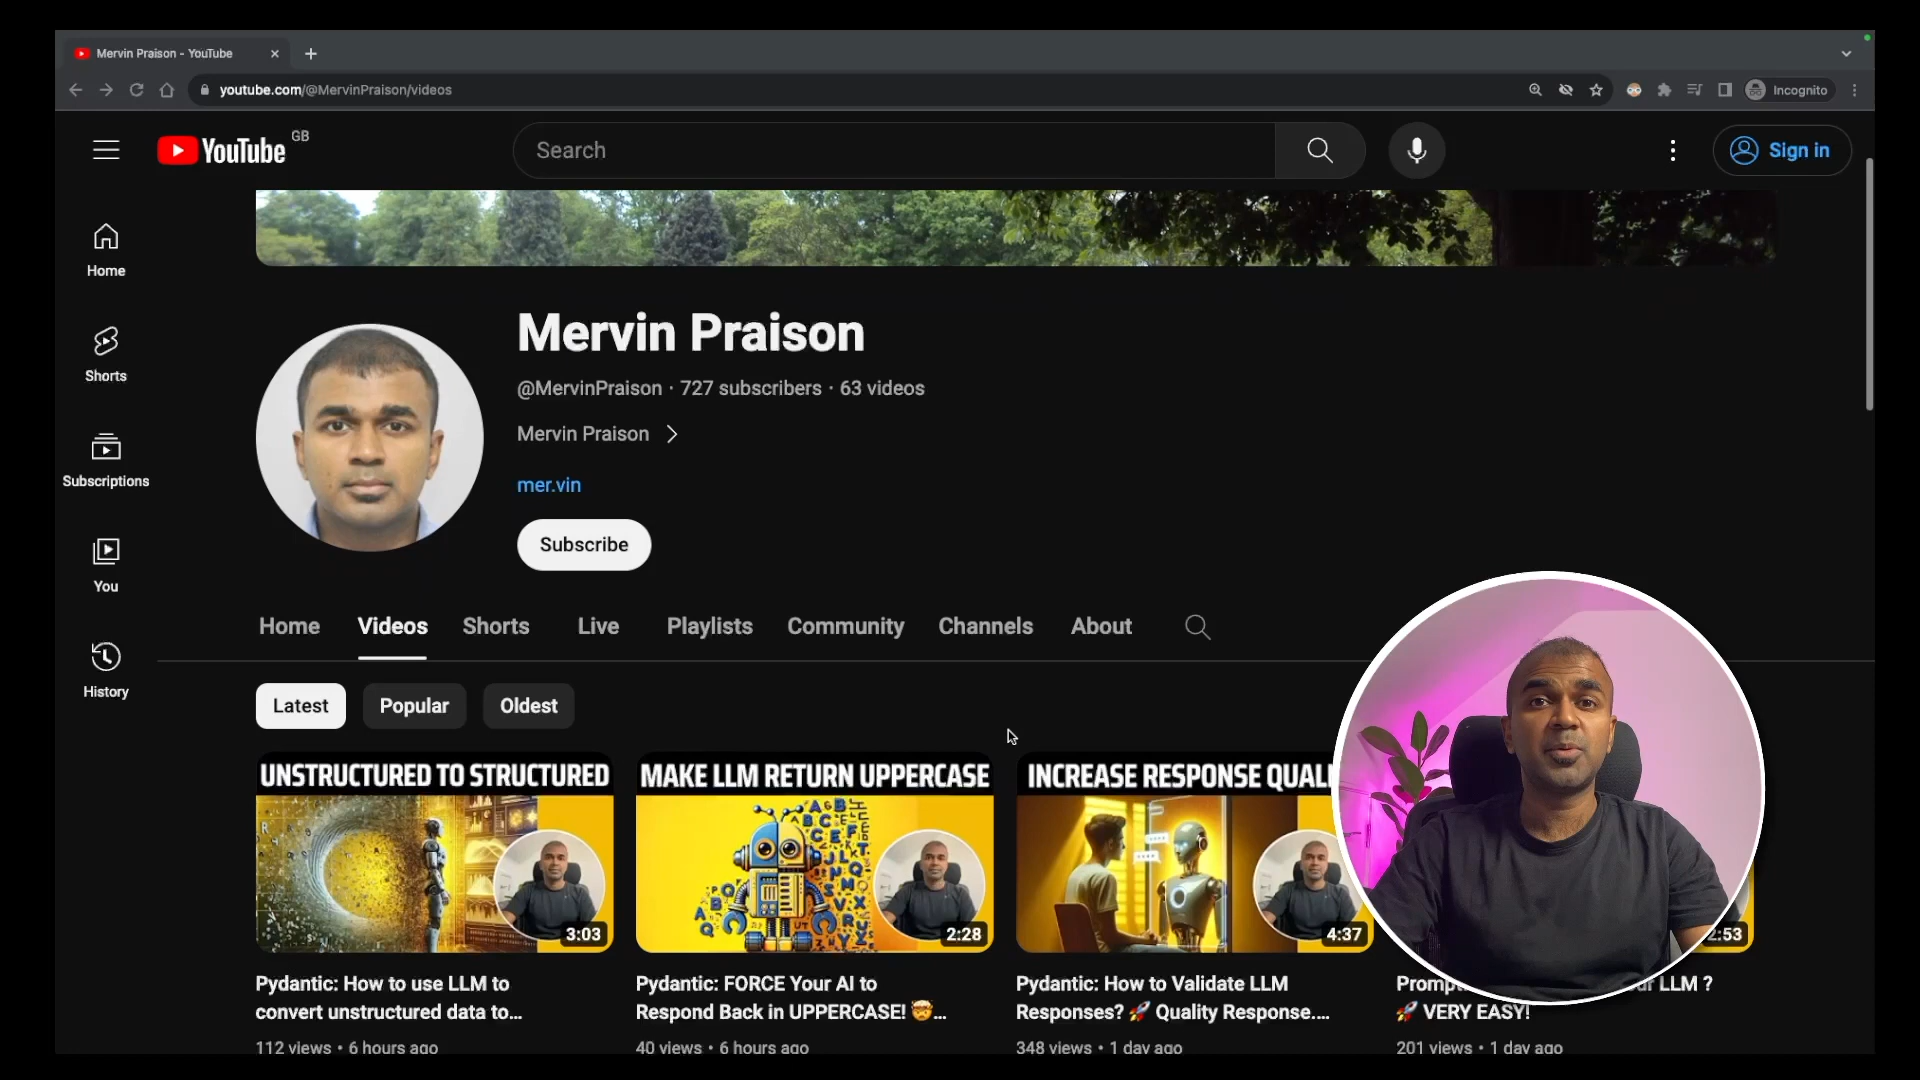 Mervin Praison - YouTube
youtube.com/@MervinPraison/videos
Incognito
YouTube GB
Search
Sign in
Home
Shorts
Subscriptions
You
History
Mervin Praison
@MervinPraison · 727 subscribers · 63 videos
Mervin Praison
mer.vin
Subscribe
Home Videos Shorts Live Playlists Community Channels About
Latest Popular Oldest
UNSTRUCTURED TO STRUCTURED
3:03
Pydantic: How to use LLM to
convert unstructured data to...
112 views • 6 hours ago
MAKE LLM RETURN UPPERCASE
2:28
Pydantic: FORCE Your AI to
Respond Back in UPPERCASE! 🤯...
40 views • 6 hours ago
INCREASE RESPONSE
4:37
Pydantic: How to Validate LLM
Responses? 🚀 Quality Response....
348 views • 1 day ago
2:53
LLM ?
🚀 VERY EASY!
201 views • 1 day ago